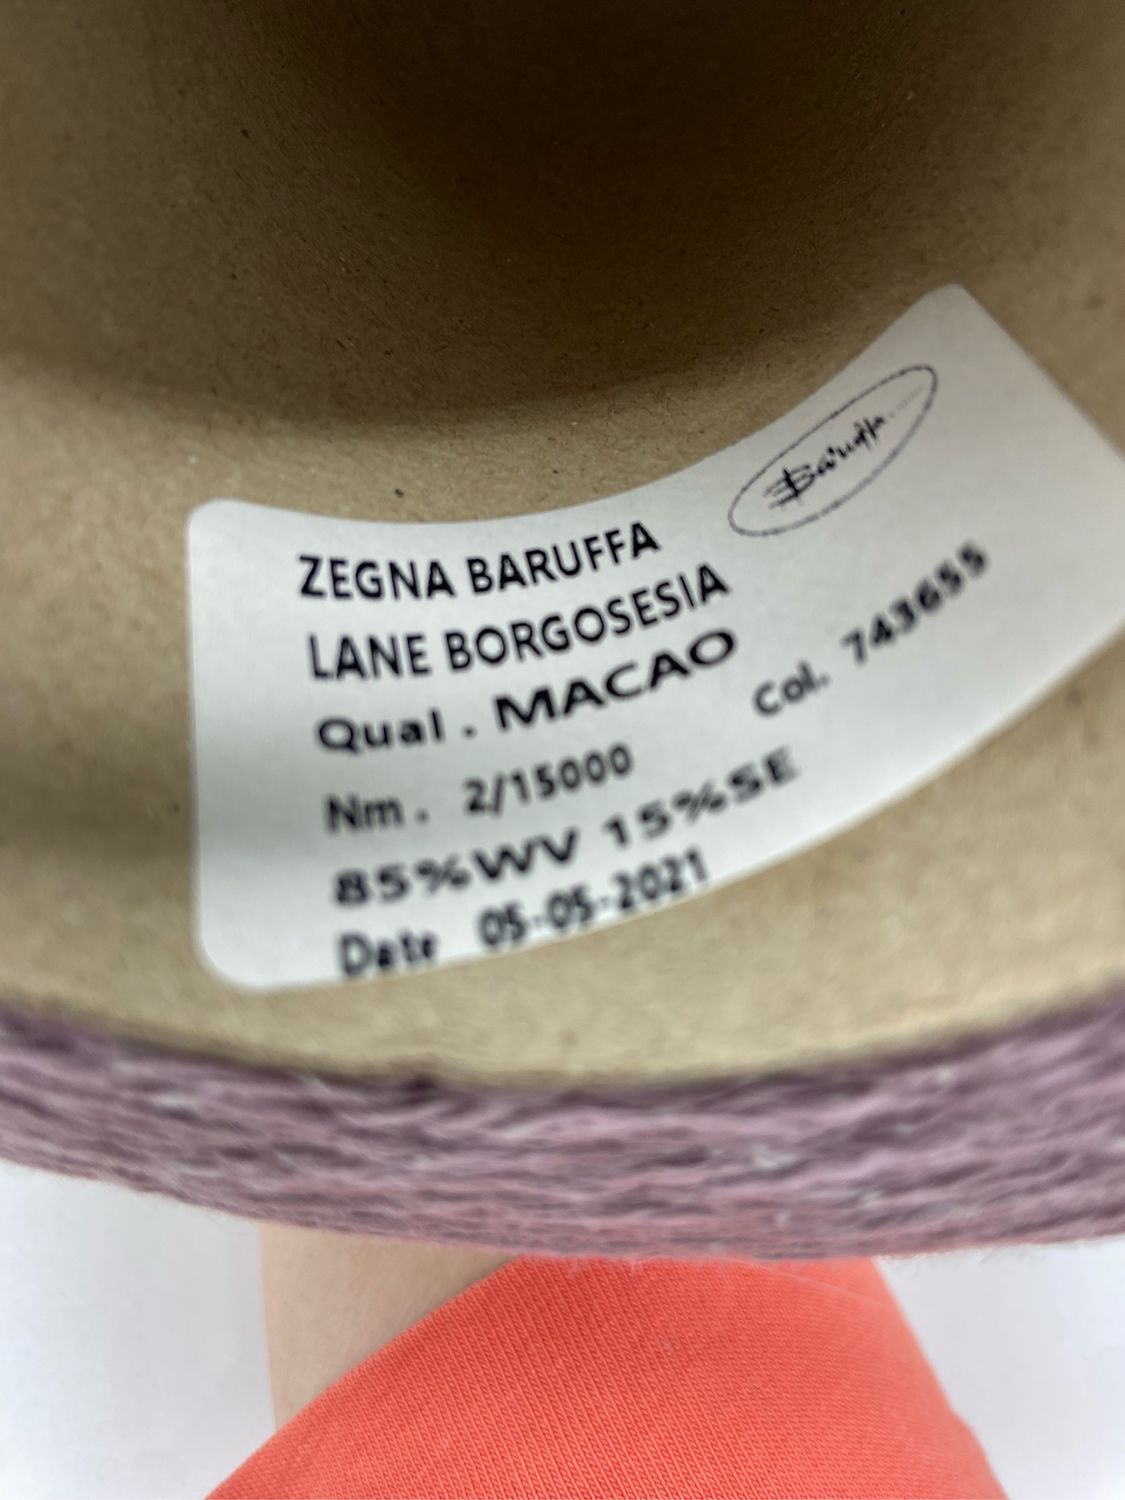 Baruffa
ZEGNA BARUFFA
LANE BORGOSESIA
Qual . MACAO
Col. 743655
Nm . 2/15000
85%WV 15%SE
Date 05-05-2021